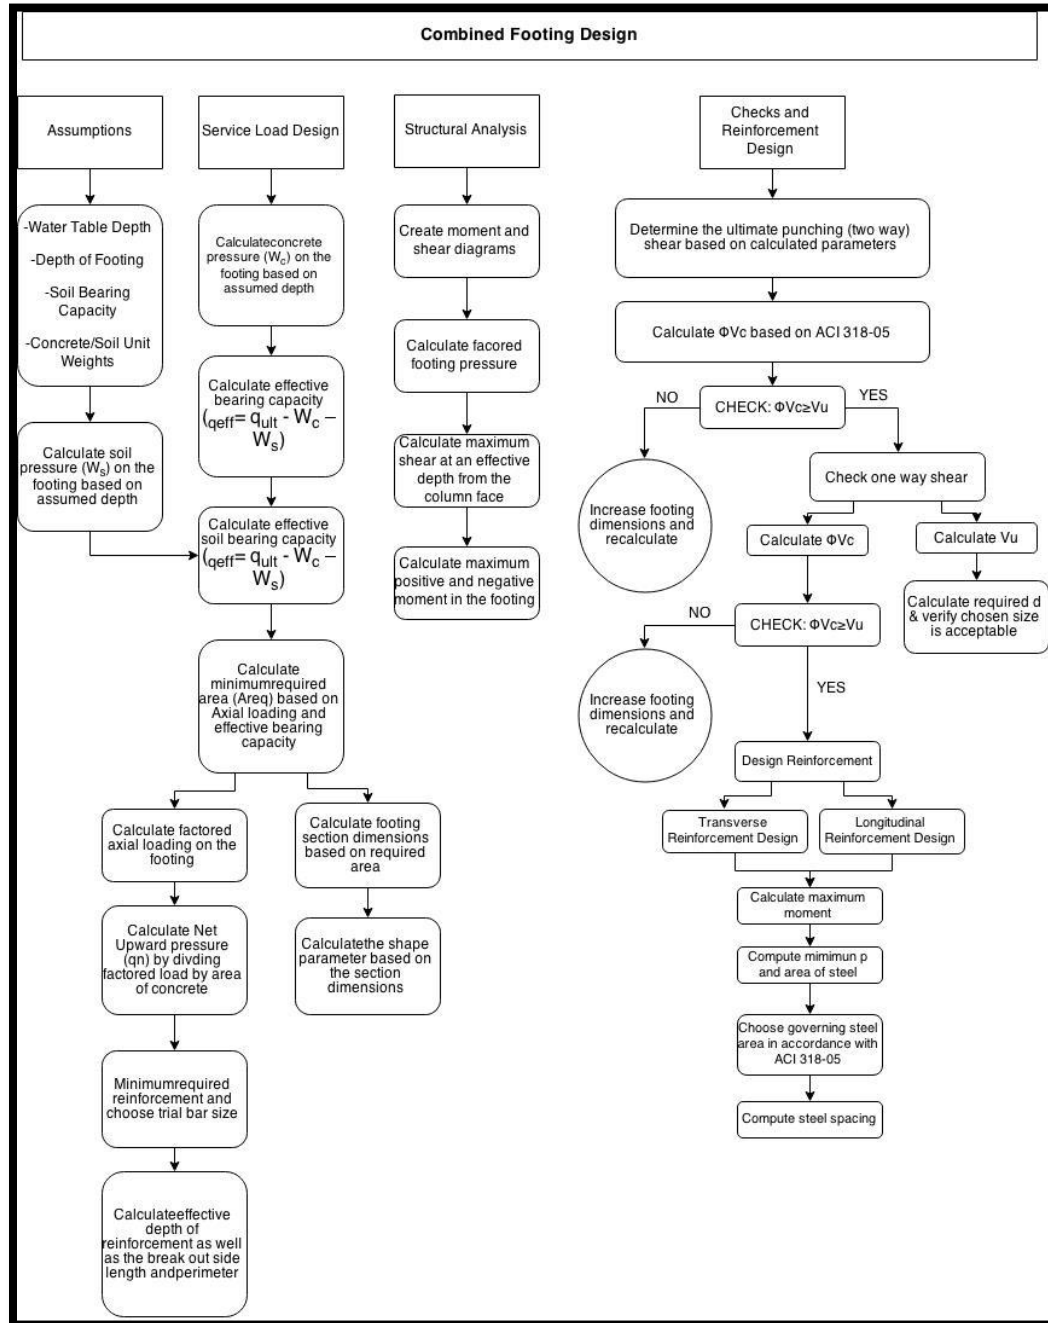 Combined Footing Design
Assumptions
-Water Table Depth
-Depth of Footing
-Soil Bearing
Capacity
-Concrete/Soil Unit
Weights
Calculate soil
pressure (Ws) on the
footing based on
assumed depth
Service Load Design
Calculateconcrete
pressure (Wc) on the
footing based on
assumed depth
Calculate effective
bearing capacity
(qeff= qult - Wc –
Ws)
Calculate effective
soil bearing capacity
(qeff= qult - Wc –
Ws)
Calculate
minimumrequired
area (Areq) based on
Axial loading and
effective bearing
capacity
Calculate factored
axial loading on the
footing
Calculate Net
Upward pressure
(qn) by divding
factored load by area
of concrete
Minimumrequired
reinforcement and
choose trial bar size
Calculateeffective
depth of
reinforcement as well
as the break out side
length andperimeter
Calculate footing
section dimensions
based on required
area
Calculatethe shape
parameter based on
the section
dimensions
Structural Analysis
Create moment and
shear diagrams
Calculate facored
footing pressure
Calculate maximum
shear at an effective
depth from the
column face
Calculate maximum
positive and negative
moment in the footing
Checks and
Reinforcement
Design
Determine the ultimate punching (two way)
shear based on calculated parameters
Calculate ΦVc based on ACI 318-05
NO
CHECK: ΦVc≥Vu
YES
Increase footing
dimensions and
recalculate
Check one way shear
Calculate ΦVc
Calculate Vu
Calculate required d
& verify chosen size
is acceptable
NO
CHECK: ΦVc≥Vu
Increase footing
dimensions and
recalculate
YES
Design Reinforcement
Transverse
Reinforcement Design
Longitudinal
Reinforcement Design
Calculate maximum
moment
Compute mimimun p
and area of steel
Choose governing steel
area in accordance with
ACI 318-05
Compute steel spacing